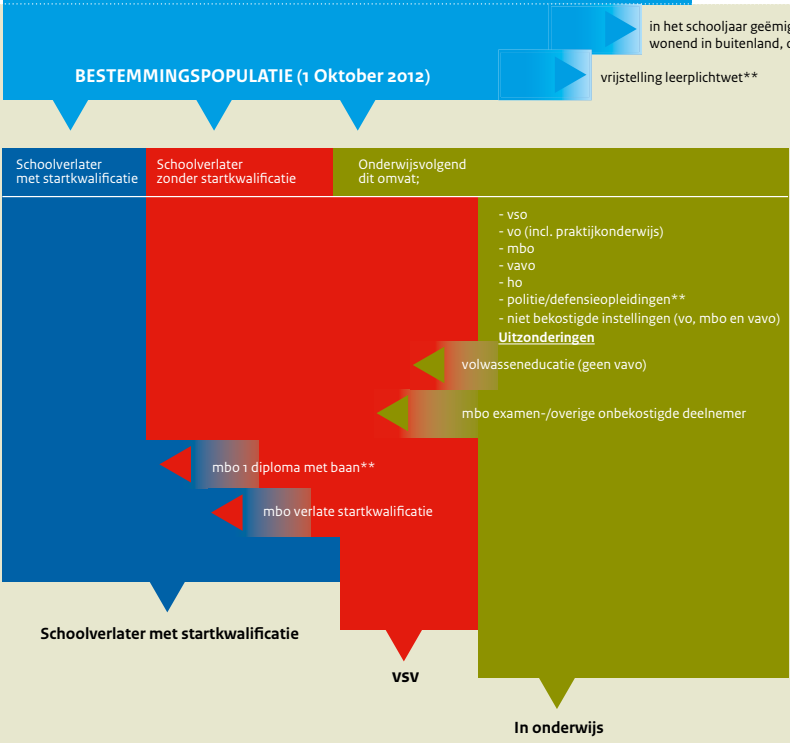 in het schooljaar geëmig
wonend in buitenland,
BESTEMMINGSPOPULATIE (1 Oktober 2012)
vrijstelling leerplichtwet**
Schoolverlater
met startkwalificatie
Schoolverlater
zonder startkwalificatie
Onderwijsvolgend
dit omvat;
- vso
- vo (incl. praktijkonderwijs)
- mbo
- vavo
- ho
- politie/defensieopleidingen**
- niet bekostigde instellingen (vo, mbo en vavo)
Uitzonderingen
volwasseneducatie (geen vavo)
mbo examen-/overige onbekostigde deelnemer
mbo 1 diploma met baan**
mbo verlate startkwalificatie
Schoolverlater met startkwalificatie
vsv
In onderwijs